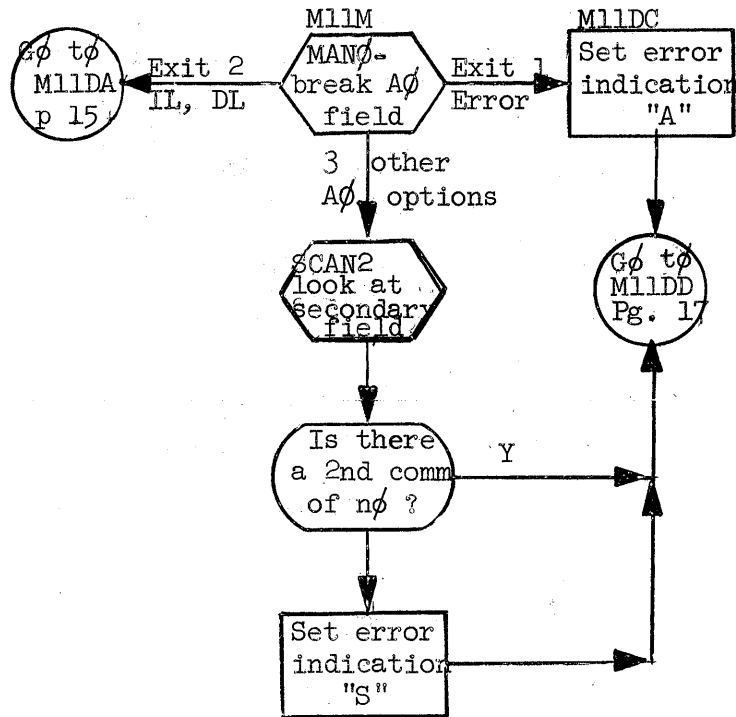 M11M
M11DC
Gø tø
M11DA
p 15
Exit 2
1L, DL
MANØ-
break AØ
field
Exit 1
Error
Set error
indication
"A"
3 other
AØ options
SCAN2
look at
secondary
field
Gø tø
M11DD
Pg. 17
Is there
a 2nd comm
of nø ?
Y
Set error
indication
"S"